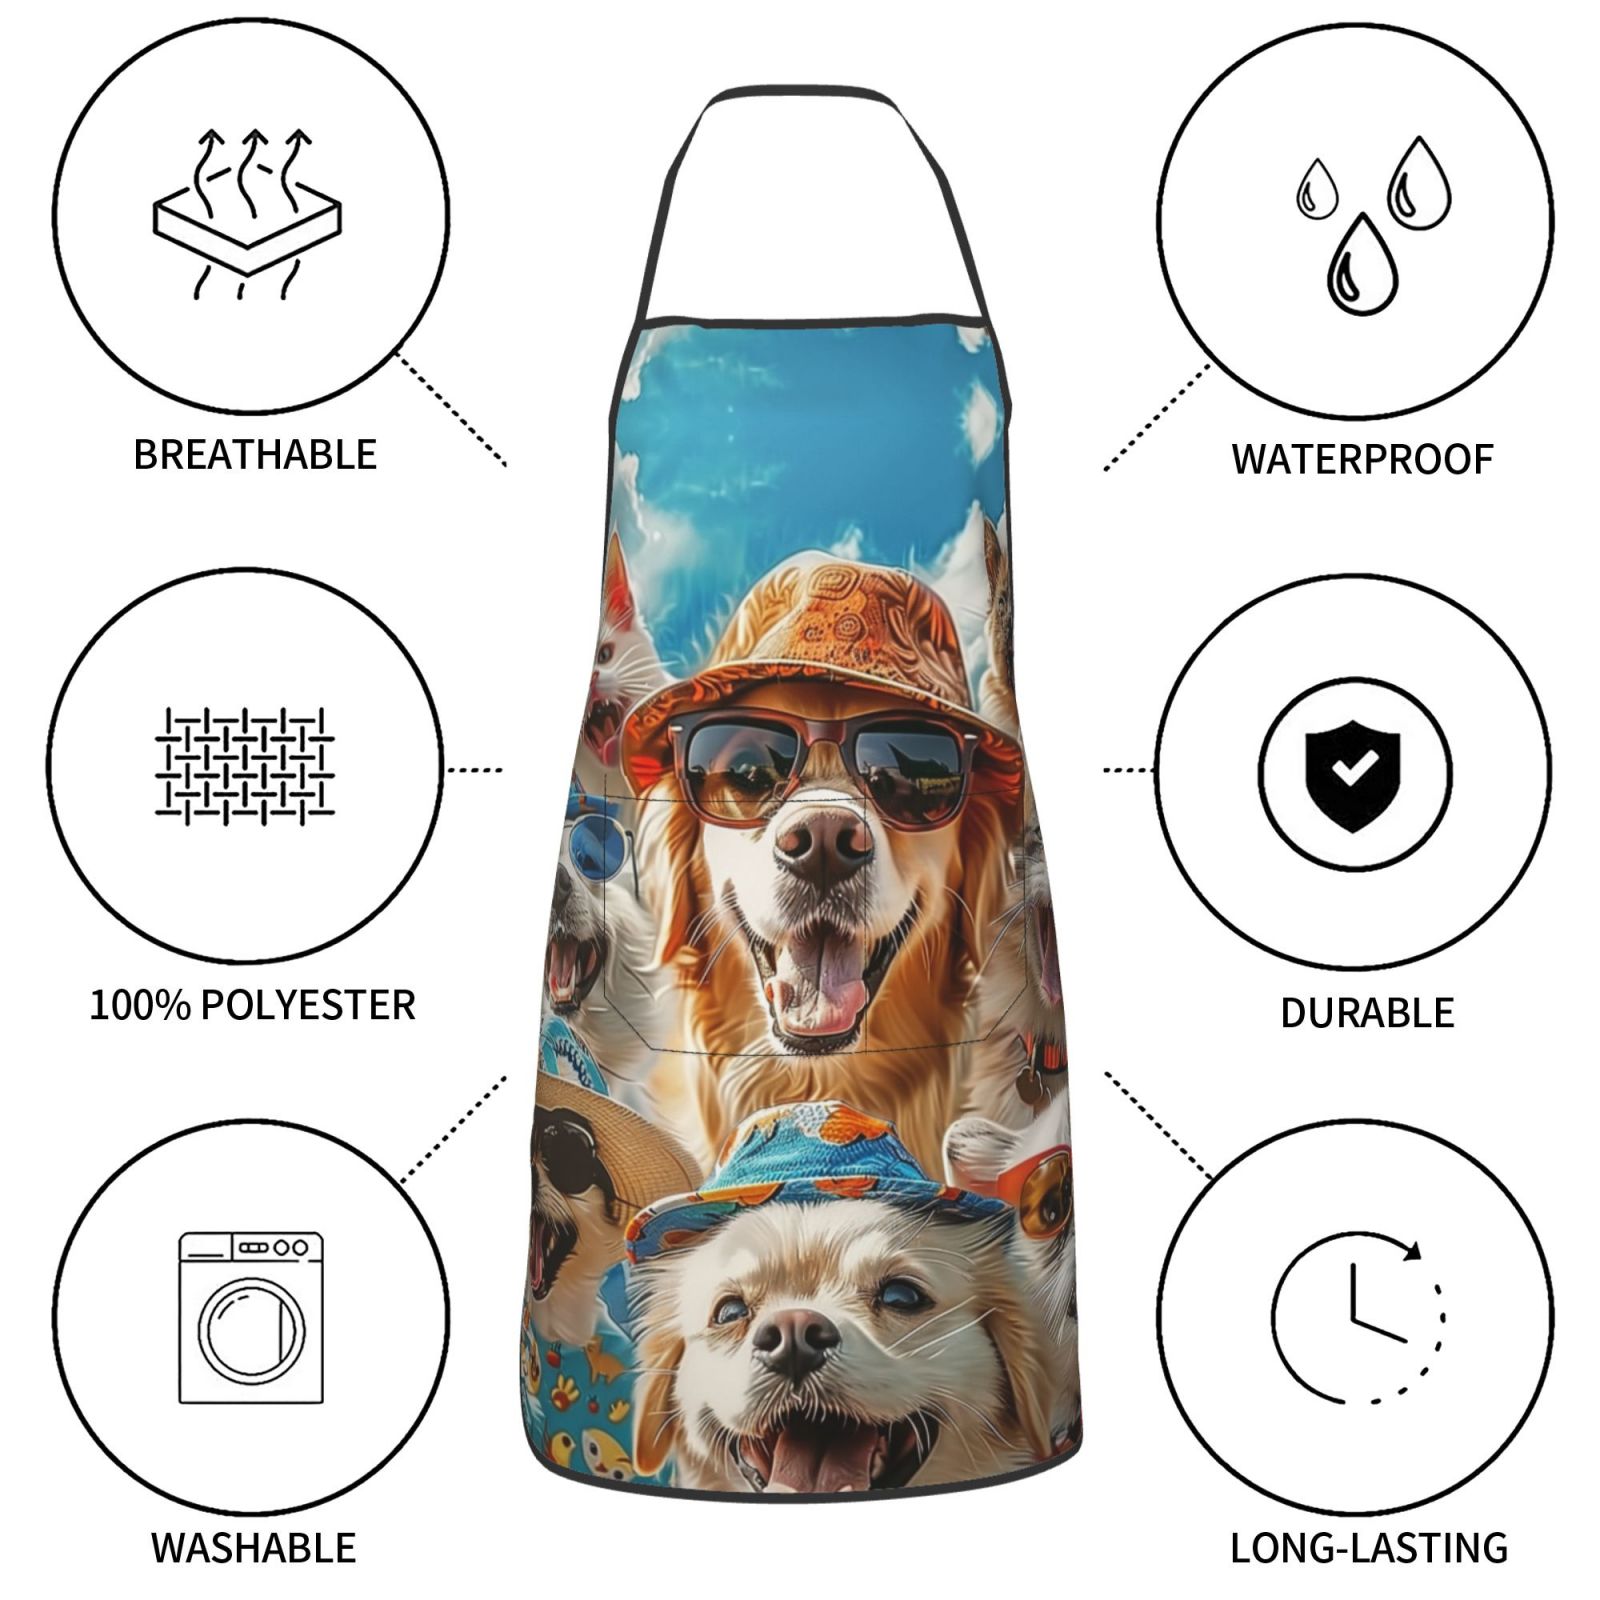 BREATHABLE
WATERPROOF
100% POLYESTER
DURABLE
WASHABLE
LONG-LASTING